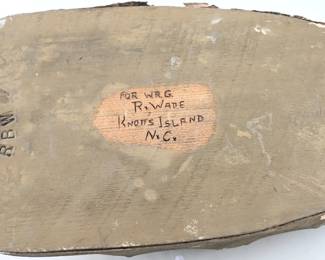 RBW
FOR W.R.G.
R. WADE
KNOTTS ISLAND
N.C.